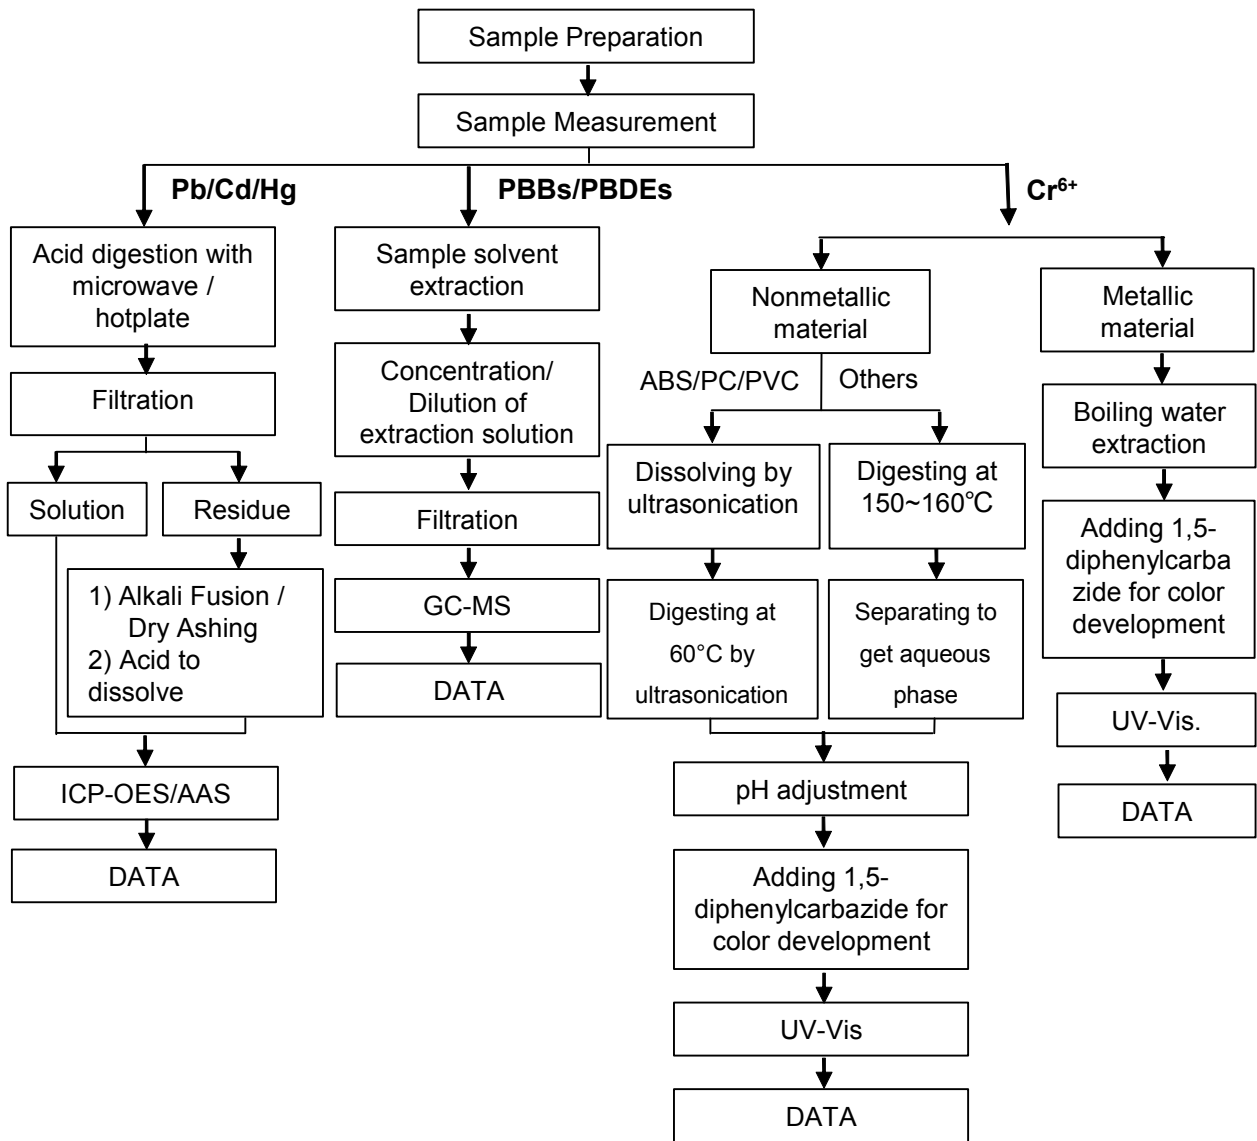 Sample Preparation
Sample Measurement
Pb/Cd/Hg
PBBs/PBDEs
Cr⁶⁺
Acid digestion with
microwave /
hotplate
Filtration
Solution
Residue
1) Alkali Fusion /
Dry Ashing
2) Acid to
dissolve
ICP-OES/AAS
DATA
Sample solvent
extraction
Concentration/
Dilution of
extraction solution
Filtration
GC-MS
DATA
Nonmetallic
material
ABS/PC/PVC
Others
Dissolving by
ultrasonication
Digesting at
150~160℃
Digesting at
60°C by
ultrasonication
Separating to
get aqueous
phase
pH adjustment
Adding 1,5-
diphenylcarbazide for
color development
UV-Vis
DATA
Metallic
material
Boiling water
extraction
Adding 1,5-
diphenylcarba
zide for color
development
UV-Vis.
DATA